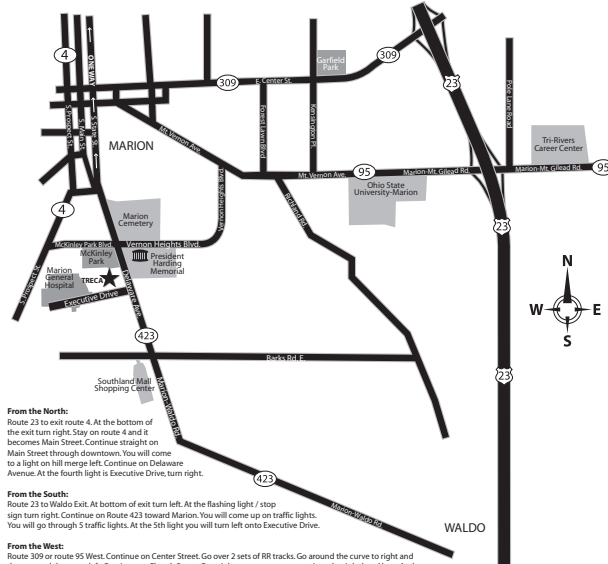 4
ONE WAY
S. Prospect St.
S. Main St.
S. State St.
309
E. Center St.
Garfield
Park
309
23
Pole Lane Road
Tri-Rivers
Career Center
MARION
Mt. Vernon Ave.
Forest Lawn Blvd.
Kensington Pl.
Mt. Vernon Ave.
95
Marion-Mt. Gilead Rd.
Marion-Mt. Gilead Rd.
95
Ohio State
University-Marion
Richland Rd.
Vernon Heights Blvd.
4
Marion
Cemetery
23
McKinley Park Blvd.
Vernon Heights Blvd.
McKinley
Park
President
Harding
Memorial
Marion
General
Hospital
TRECA
S. Prospect St.
Executive Drive
Delaware Ave.
N
W
E
S
423
Barks Rd. E.
23
Southland Mall
Shopping Center
Marion-Waldo Rd.
From the North:
Route 23 to exit route 4. At the bottom of
the exit turn right. Stay on route 4 and it
becomes Main Street. Continue straight on
Main Street through downtown. You will come
to a light on hill merge left. Continue on Delaware
Avenue. At the fourth light is Executive Drive, turn right.
423
Marion-Waldo Rd.
WALDO
From the South:
Route 23 to Waldo Exit. At bottom of exit turn left. At the flashing light / stop
sign turn right. Continue on Route 423 toward Marion. You will come up on traffic lights.
You will go through 5 traffic lights. At the 5th light you will turn left onto Executive Drive.
From the West:
Route 309 or route 95 West. Continue on Center Street. Go over 2 sets of RR tracks. Go around the curve to right and